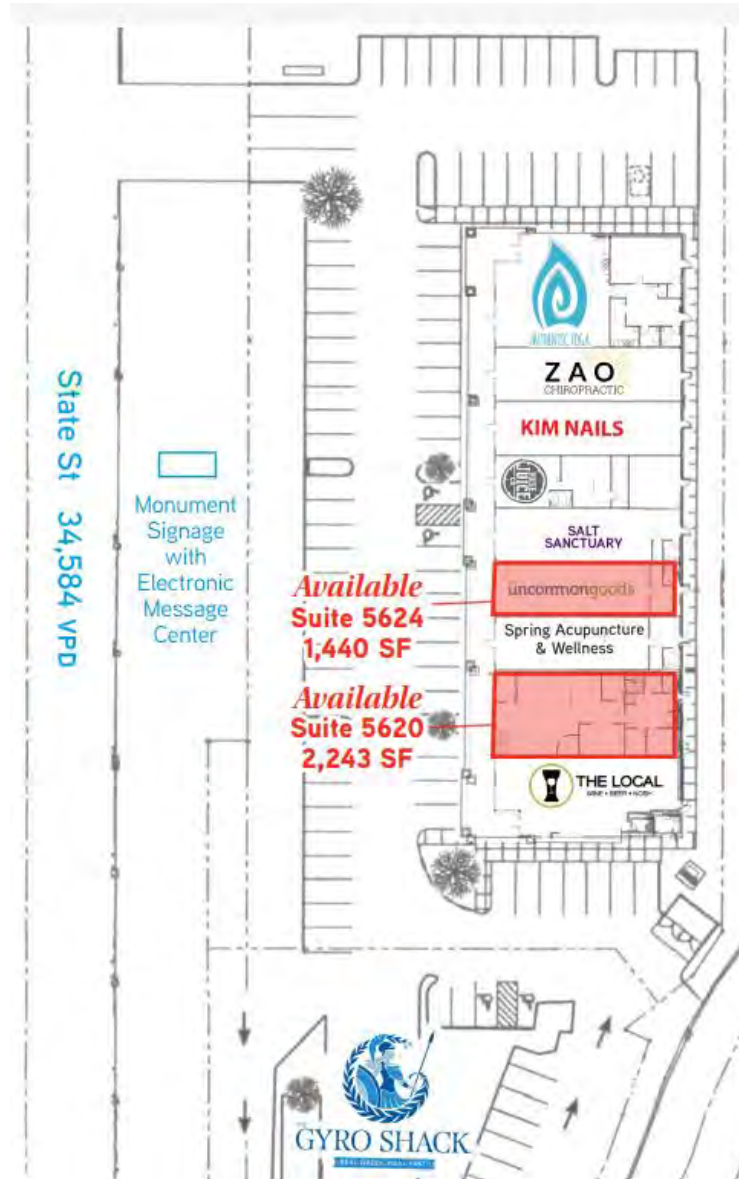 AUTHENTIC YOGA
ZAO
CHIROPRACTIC
KIM NAILS
JUICE
SALT
SANCTUARY
State St 34,584 VPD
Monument
Signage
with
Electronic
Message
Center
Available
Suite 5624
1,440 SF
uncommongoods
Spring Acupuncture
& Wellness
Available
Suite 5620
2,243 SF
THE LOCAL
WINE • BEER • NOSH
GYRO SHACK